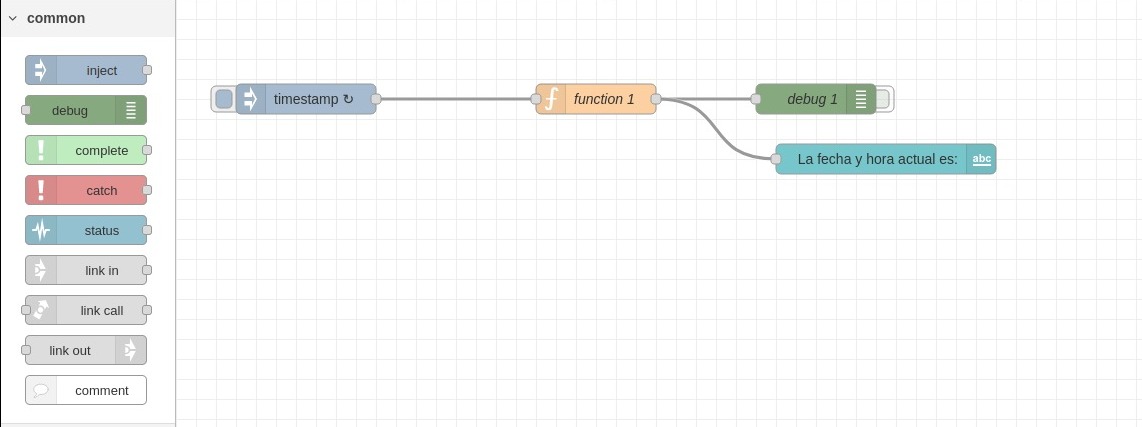 common
inject
debug
complete
catch
status
link in
link call
link out
comment
timestamp ↻
function 1
debug 1
La fecha y hora actual es:
abc